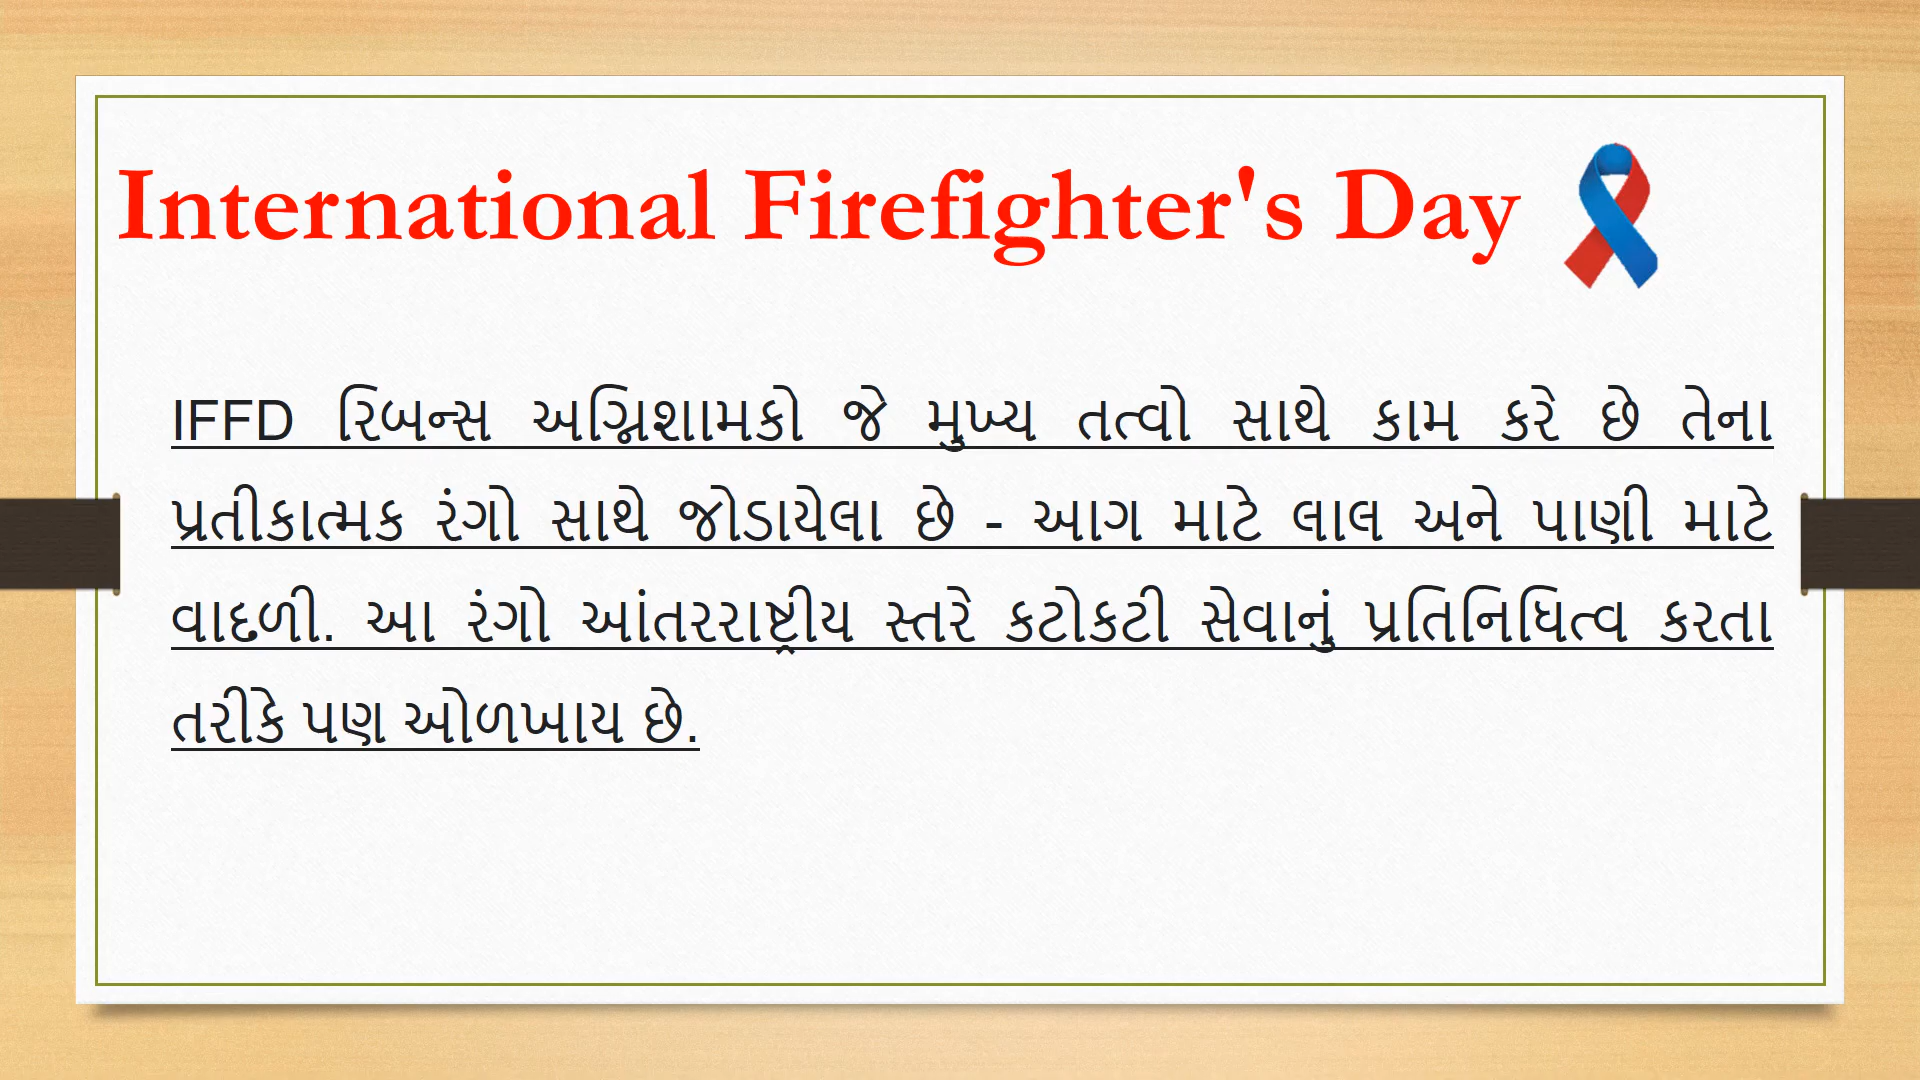 International Firefighter's Day
IFFD રિબન્સ અગ્નિશામકો જે મુખ્ય તત્વો સાથે કામ કરે છે તેના
પ્રતીકાત્મક રંગો સાથે જોડાયેલા છે - આગ માટે લાલ અને પાણી માટે
વાદળી. આ રંગો આંતરરાષ્ટ્રીય સ્તરે કટોકટી સેવાનું પ્રતિનિધિત્વ કરતા
તરીકે પણ ઓળખાય છે.